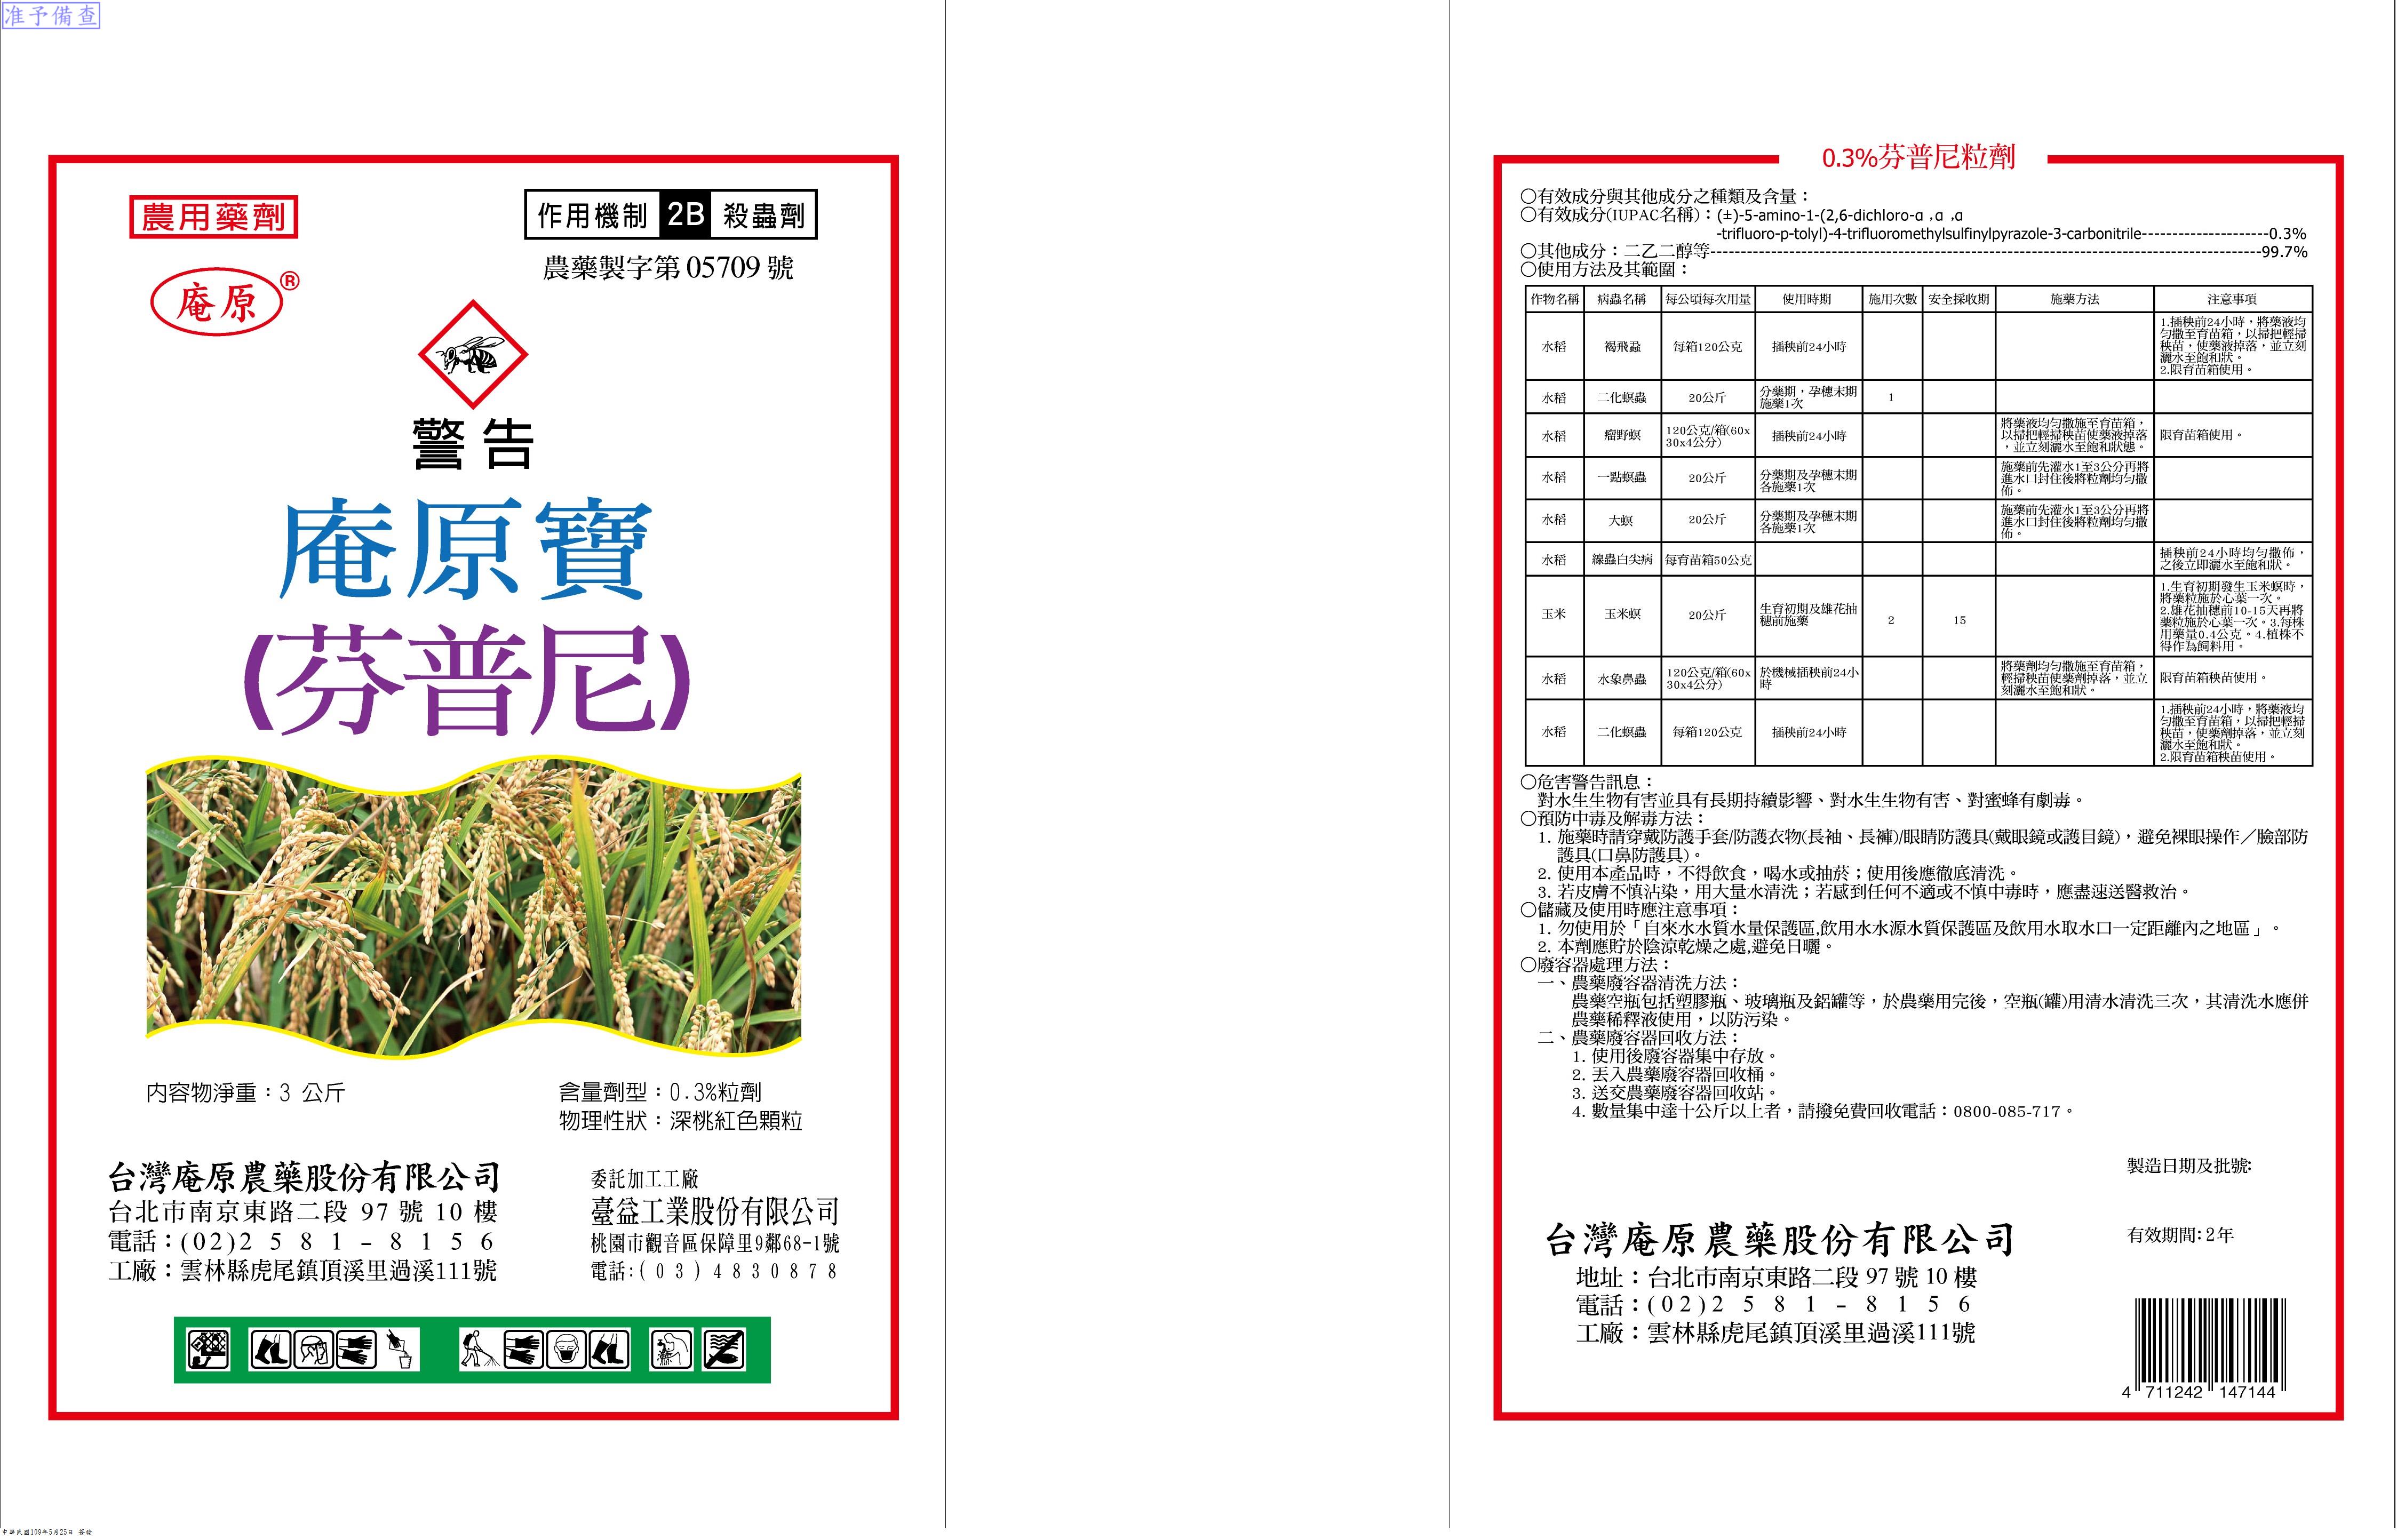 准予備查
農用藥劑
作用機制 2B 殺蟲劑
農藥製字第 05709 號
庵原®
警告
庵原寶
(芬普尼)
內容物淨重：3 公斤
含量劑型：0.3%粒劑
物理性狀：深桃紅色顆粒
台灣庵原農藥股份有限公司
台北市南京東路二段 97 號 10 樓
電話：(02)2581-8156
工廠：雲林縣虎尾鎮頂溪里過溪111號
委託加工工廠
臺益工業股份有限公司
桃園市觀音區保障里9鄰68-1號
電話:(03)4830878
0.3%芬普尼粒劑
○有效成分與其他成分之種類及含量：
○有效成分(IUPAC名稱)：(±)-5-amino-1-(2,6-dichloro-α ,α ,α
-trifluoro-p-tolyl)-4-trifluoromethylsulfinylpyrazole-3-carbonitrile---------------------0.3%
○其他成分：二乙二醇等------------------------------------------------------------------------------------------99.7%
○使用方法及其範圍：
作物名稱 病蟲名稱 每公頃每次用量 使用時期 施用次數 安全採收期 施藥方法 注意事項
水稻 褐飛蝨 每箱120公克 插秧前24小時
1.插秧前24小時，將藥液均
勻撒至育苗箱，以掃把輕掃
秧苗，使藥液掉落，並立刻
灑水至飽和狀。
2.限育苗箱使用。
水稻 二化螟蟲 20公斤
分蘗期，孕穗末期
施藥1次
1
水稻 瘤野螟
120公克/箱(60x
30x4公分)
插秧前24小時
將藥液均勻撒施至育苗箱，
以掃把輕掃秧苗使藥液掉落
，並立刻灑水至飽和狀態。
限育苗箱使用。
水稻 一點螟蟲 20公斤
分蘗期及孕穗末期
各施藥1次
施藥前先灌水1至3公分再將
進水口封住後將粒劑均勻撒
佈。
水稻 大螟 20公斤
分蘗期及孕穗末期
各施藥1次
施藥前先灌水1至3公分再將
進水口封住後將粒劑均勻撒
佈。
水稻 線蟲白尖病 每育苗箱50公克
插秧前24小時均勻撒佈，
之後立即灑水至飽和狀。
玉米 玉米螟 20公斤
生育初期及雄花抽
穗前施藥
2 15
1.生育初期發生玉米螟時，
將藥粒施於心葉一次。
2.雄花抽穗前10-15天再將
藥粒施於心葉一次。3.每株
用藥量0.4公克。4.植株不
得作為飼料用。
水稻 水象鼻蟲
120公克/箱(60x
30x4公分)
於機械插秧前24小
時
將藥劑均勻撒施至育苗箱，
輕掃秧苗使藥劑掉落，並立
刻灑水至飽和狀。
限育苗箱秧苗使用。
水稻 二化螟蟲 每箱120公克 插秧前24小時
1.插秧前24小時，將藥液均
勻撒至育苗箱，以掃把輕掃
秧苗，使藥劑掉落，並立刻
灑水至飽和狀。
2.限育苗箱秧苗使用。
○危害警告訊息：
對水生生物有害並具有長期持續影響、對水生生物有害、對蜜蜂有劇毒。
○預防中毒及解毒方法：
1. 施藥時請穿戴防護手套/防護衣物(長袖、長褲)/眼睛防護具(戴眼鏡或護目鏡)，避免裸眼操作／臉部防
護具(口鼻防護具)。
2. 使用本產品時，不得飲食，喝水或抽菸；使用後應徹底清洗。
3. 若皮膚不慎沾染，用大量水清洗；若感到任何不適或不慎中毒時，應盡速送醫救治。
○儲藏及使用時應注意事項：
1. 勿使用於「自來水水質水量保護區,飲用水水源水質保護區及飲用水取水口一定距離內之地區」。
2. 本劑應貯於陰涼乾燥之處,避免日曬。
○廢容器處理方法：
一、農藥廢容器清洗方法：
農藥空瓶包括塑膠瓶、玻璃瓶及鋁罐等，於農藥用完後，空瓶(罐)用清水清洗三次，其清洗水應併
農藥稀釋液使用，以防污染。
二、農藥廢容器回收方法：
1. 使用後廢容器集中存放。
2. 丟入農藥廢容器回收桶。
3. 送交農藥廢容器回收站。
4. 數量集中達十公斤以上者，請撥免費回收電話：0800-085-717。
製造日期及批號:
有效期間:2年
台灣庵原農藥股份有限公司
地址：台北市南京東路二段 97 號 10 樓
電話：(02)2581-8156
工廠：雲林縣虎尾鎮頂溪里過溪111號
4 711242 147144
中華民國109年5月25日 簽發